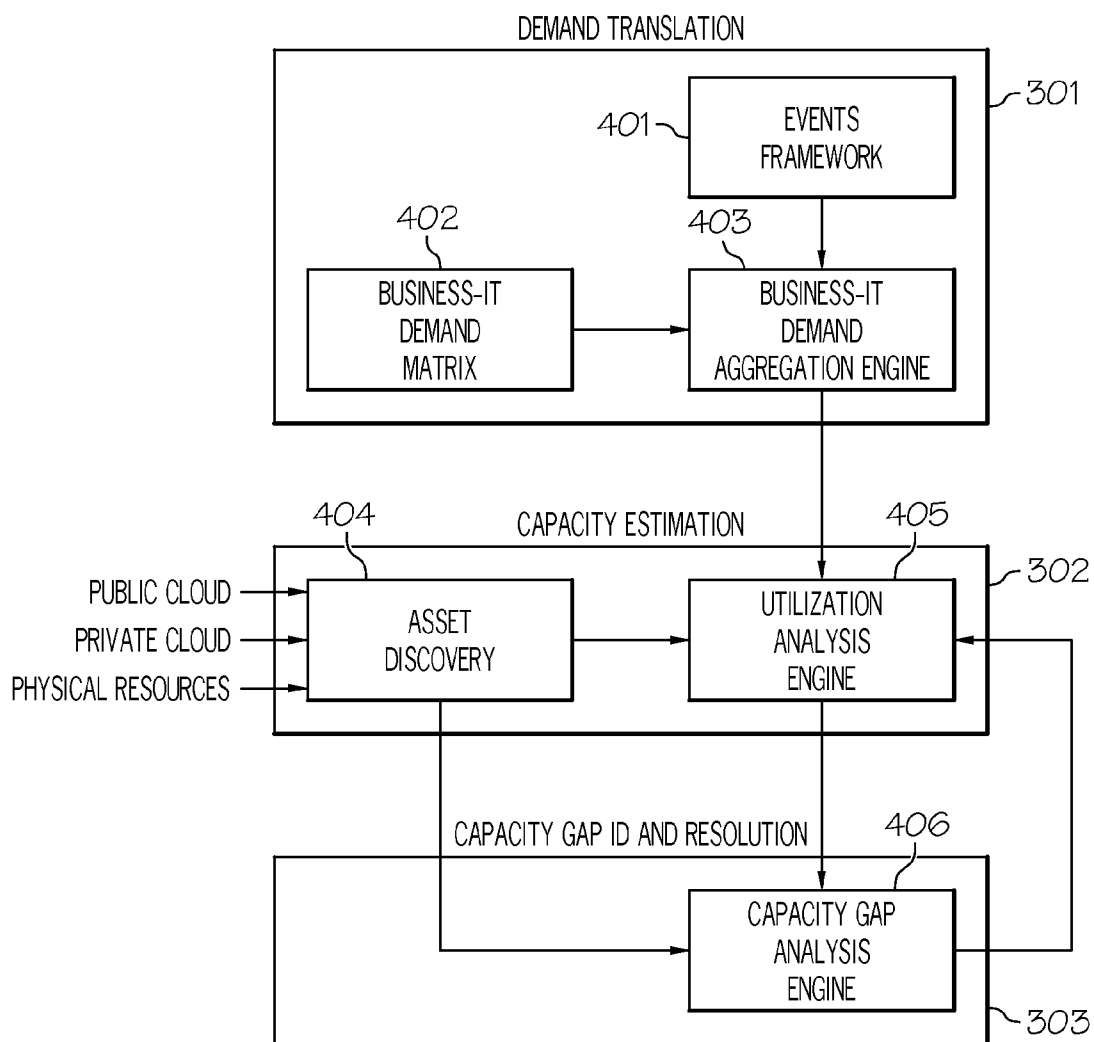 DEMAND TRANSLATION
301
401
EVENTS
FRAMEWORK
402
403
BUSINESS-IT
DEMAND
MATRIX
BUSINESS-IT
DEMAND
AGGREGATION ENGINE
404
CAPACITY ESTIMATION
405
302
PUBLIC CLOUD
PRIVATE CLOUD
PHYSICAL RESOURCES
ASSET
DISCOVERY
UTILIZATION
ANALYSIS
ENGINE
CAPACITY GAP ID AND RESOLUTION
406
CAPACITY GAP
ANALYSIS
ENGINE
303